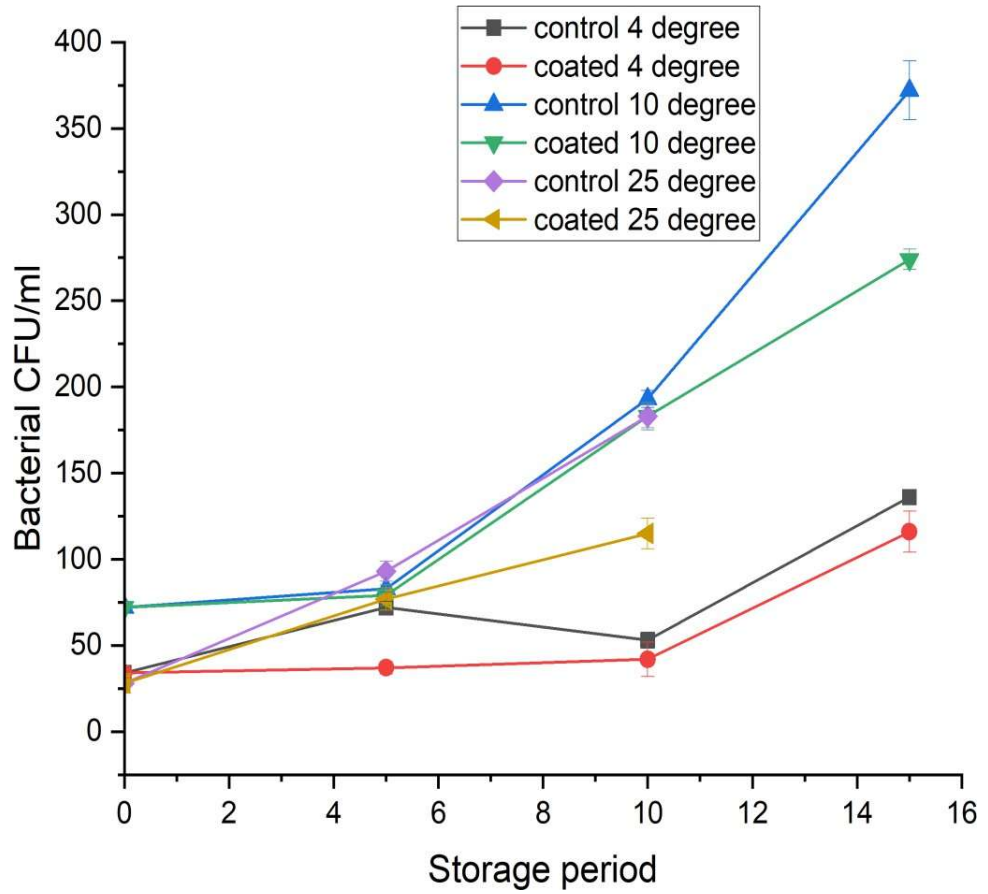 control 4 degree
coated 4 degree
control 10 degree
coated 10 degree
control 25 degree
coated 25 degree
400
350
300
250
200
150
100
50
0
Bacterial CFU/ml
0 2 4 6 8 10 12 14 16
Storage period